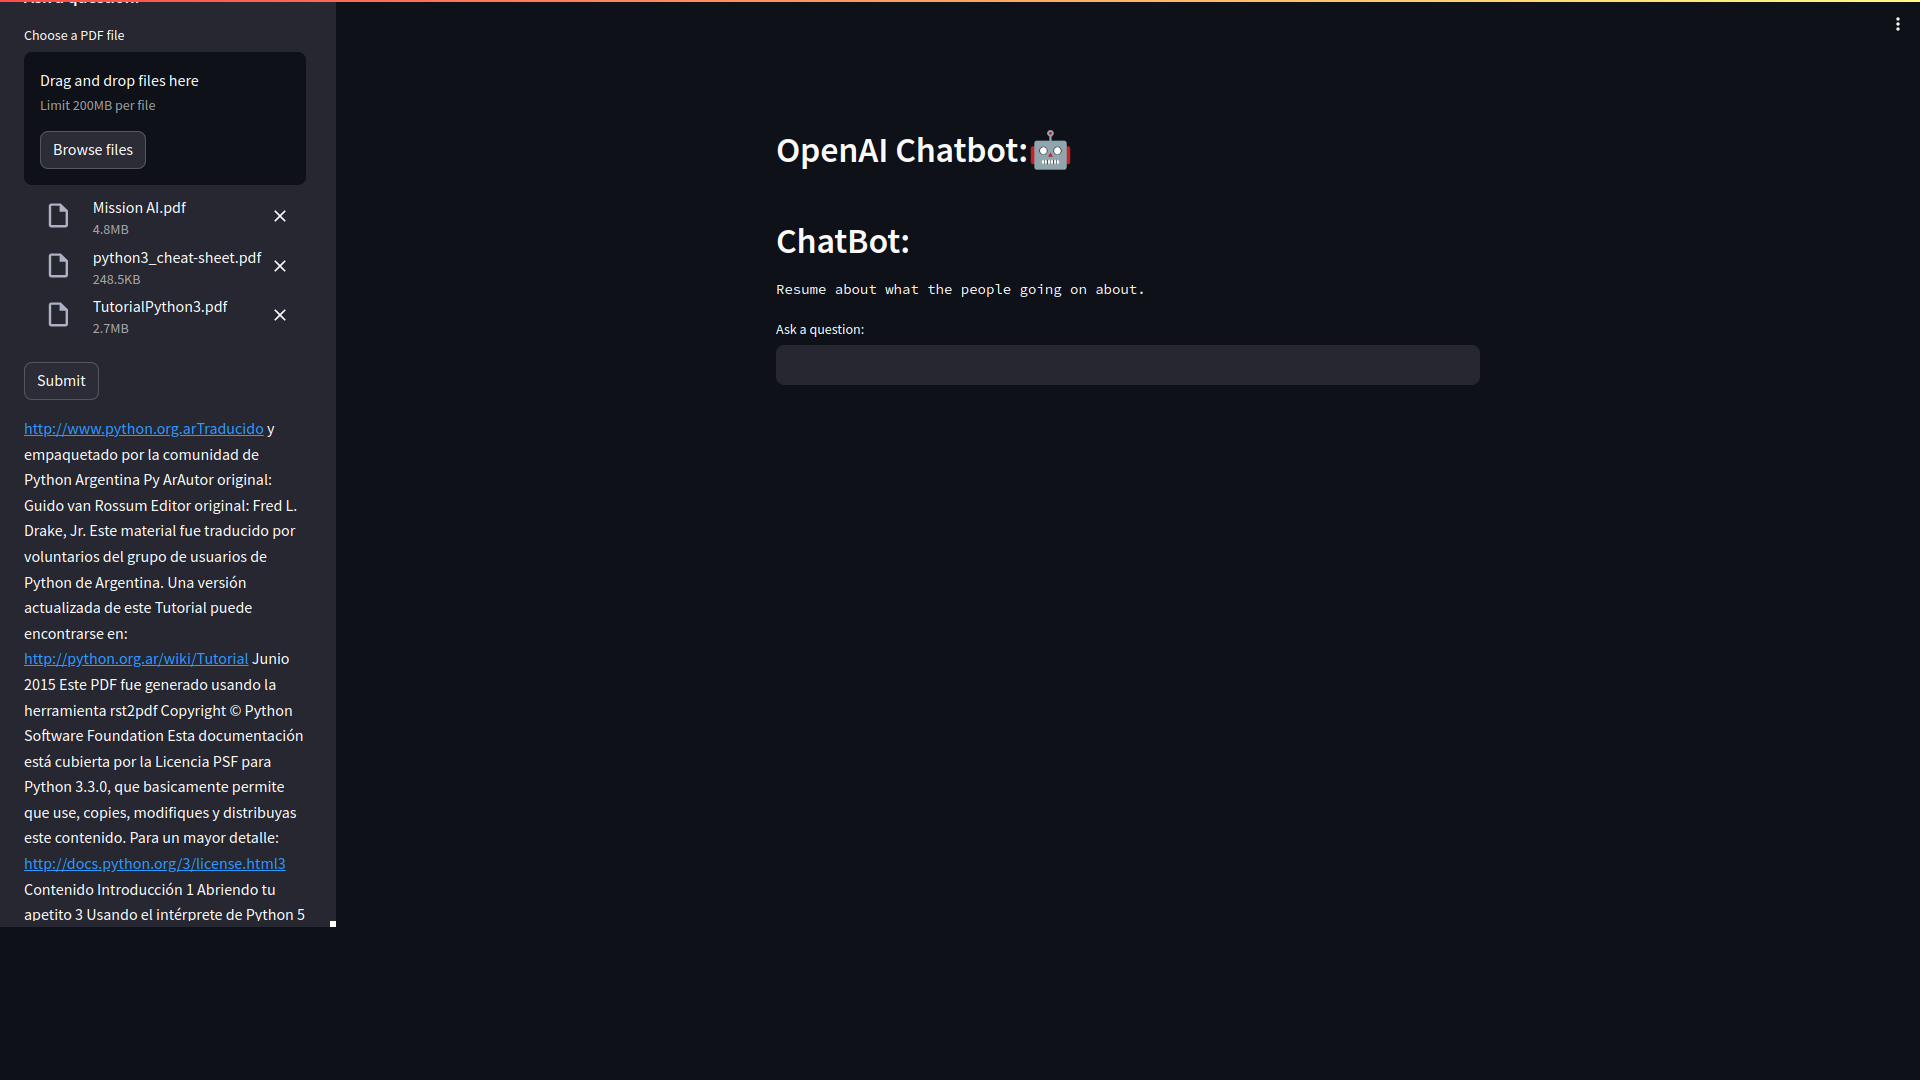 Choose a PDF file
Drag and drop files here
Limit 200MB per file
Browse files
Mission AI.pdf
4.8MB
python3_cheat-sheet.pdf
248.5KB
TutorialPython3.pdf
2.7MB
Submit
http://www.python.org.arTraducido y
empaquetado por la comunidad de
Python Argentina Py ArAutor original:
Guido van Rossum Editor original: Fred L.
Drake, Jr. Este material fue traducido por
voluntarios del grupo de usuarios de
Python de Argentina. Una versión
actualizada de este Tutorial puede
encontrarse en:
http://python.org.ar/wiki/Tutorial Junio
2015 Este PDF fue generado usando la
herramienta rst2pdf Copyright © Python
Software Foundation Esta documentación
está cubierta por la Licencia PSF para
Python 3.3.0, que basicamente permite
que use, copies, modifiques y distribuyas
este contenido. Para un mayor detalle:
http://docs.python.org/3/license.html3
Contenido Introducción 1 Abriendo tu
apetito 3 Usando el intérprete de Python 5
OpenAI Chatbot:
ChatBot:
Resume about what the people going on about.
Ask a question: